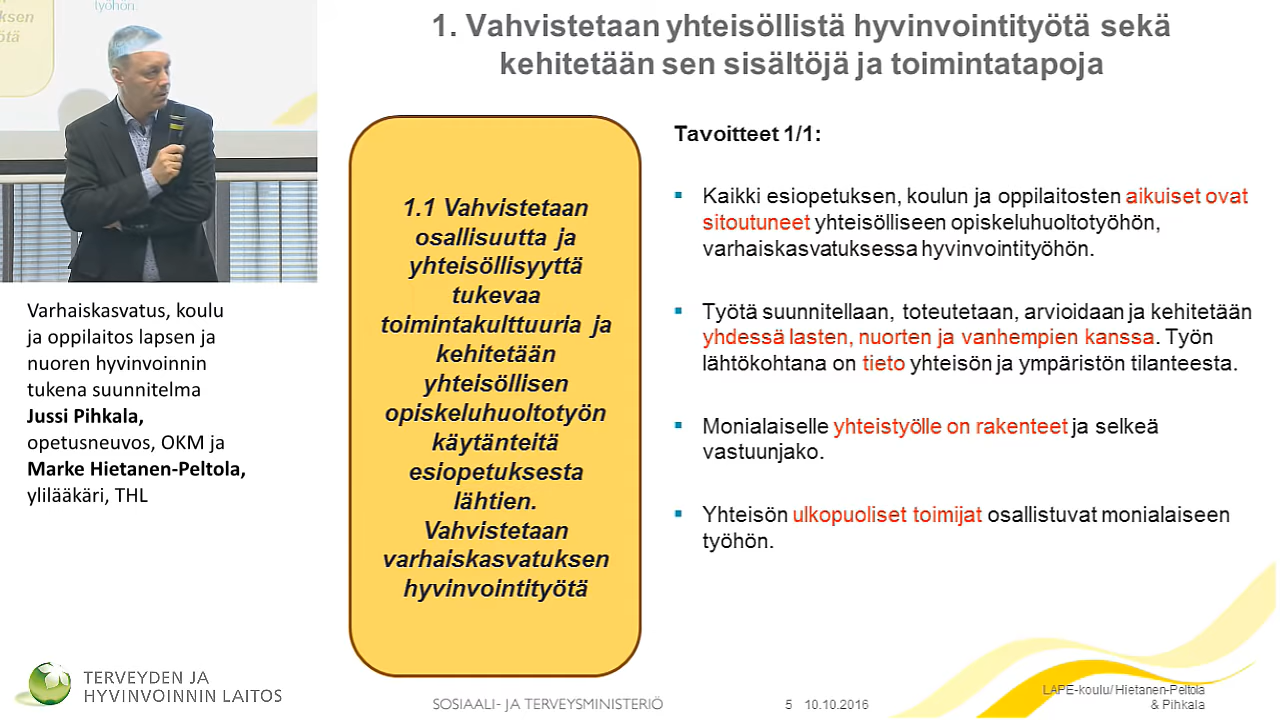 työhön.
ksen
ötä
1. Vahvistetaan yhteisöllistä hyvinvointityötä sekä
kehitetään sen sisältöjä ja toimintatapoja
1.1 Vahvistetaan
osallisuutta ja
yhteisöllisyyttä
tukevaa
toimintakulttuuria ja
kehitetään
yhteisöllisen
opiskeluhuoltotyön
käytänteitä
esiopetuksesta
lähtien.
Vahvistetaan
varhaiskasvatuksen
hyvinvointityötä
Tavoitteet 1/1:
Kaikki esiopetuksen, koulun ja oppilaitosten aikuiset ovat
sitoutuneet yhteisölliseen opiskeluhuoltotyöhön,
varhaiskasvatuksessa hyvinvointityöhön.
Työtä suunnitellaan, toteutetaan, arvioidaan ja kehitetään
yhdessä lasten, nuorten ja vanhempien kanssa. Työn
lähtökohtana on tieto yhteisön ja ympäristön tilanteesta.
Monialaiselle yhteistyölle on rakenteet ja selkeä
vastuunjako.
Yhteisön ulkopuoliset toimijat osallistuvat monialaiseen
työhön.
Varhaiskasvatus, koulu
ja oppilaitos lapsen ja
nuoren hyvinvoinnin
tukena suunnitelma
Jussi Pihkala,
opetusneuvos, OKM ja
Marke Hietanen-Peltola,
ylilääkäri, THL
TERVEYDEN JA
HYVINVOINNIN LAITOS
SOSIAALI- JA TERVEYSMINISTERIÖ
5 10.10.2016
LAPE-koulu/ Hietanen-Peltola
& Pihkala